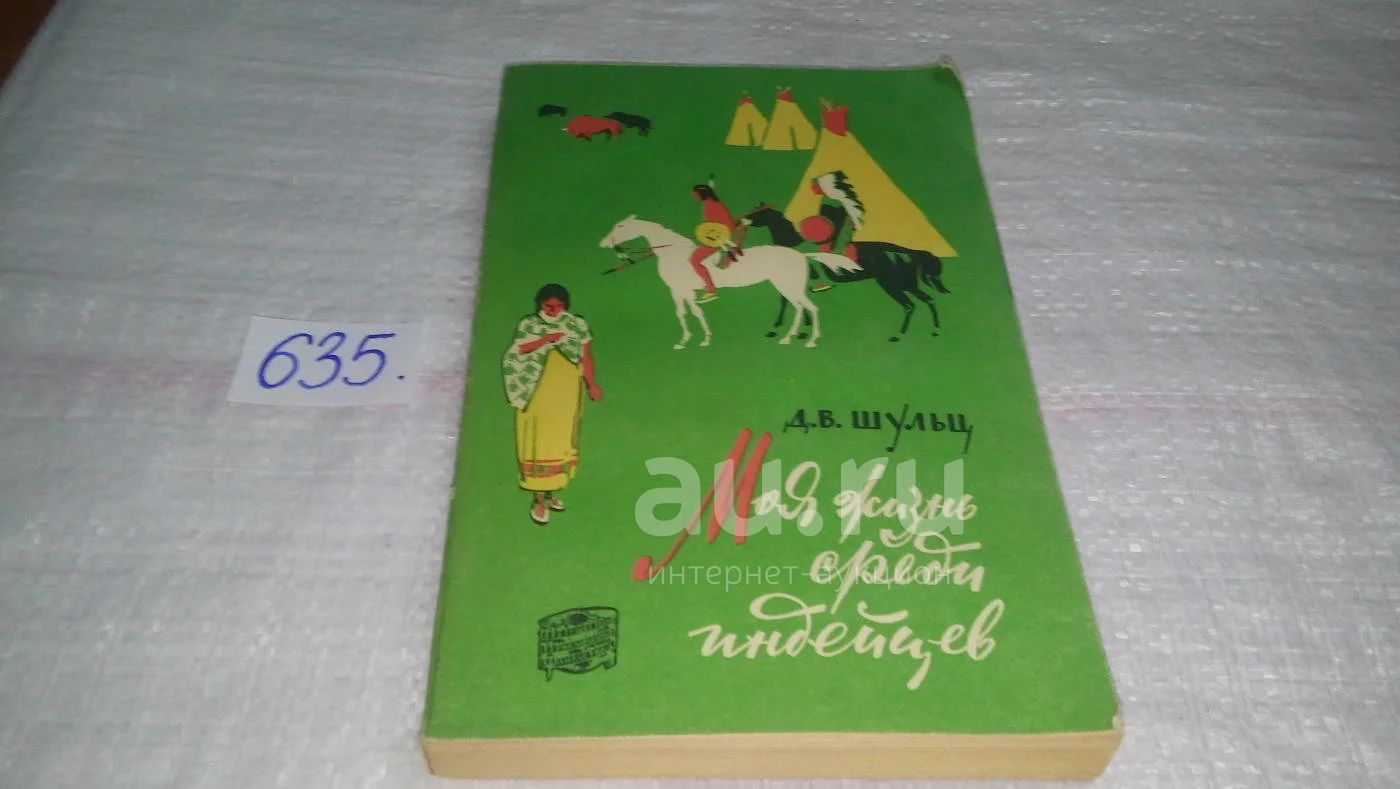 635.
Д.В. ШУЛЬЦ
Моя жизнь
среди
индейцев
au.ru
интернет-аукцион